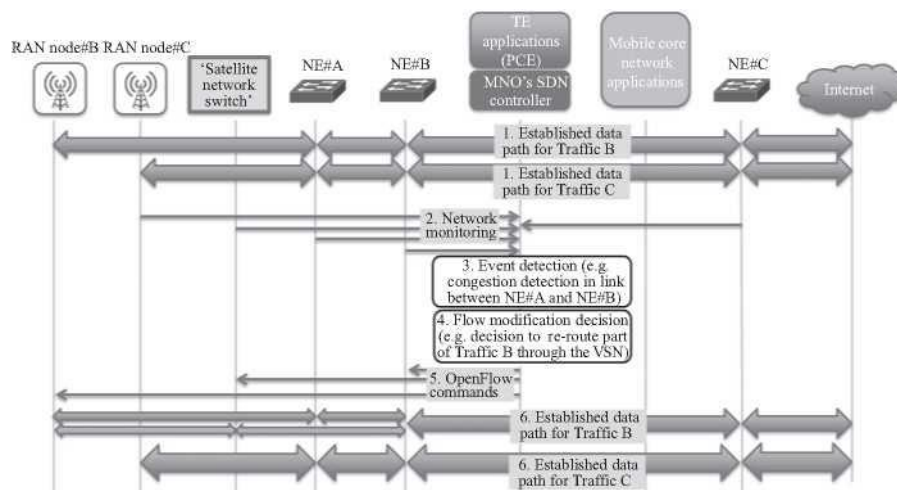 RAN node#B RAN node#C
'Satellite
network
switch'
NE#A
NE#B
TE
applications
(PCE)
MNO's SDN
controller
Mobile core
network
applications
NE#C
Internet
1. Established data
path for Traffic B
1. Established data
path for Traffic C
2. Network
monitoring
3. Event detection (e.g.
congestion detection in link
between NE#A and NE#B)
4. Flow modification decision
(e.g. decision to re-route part
of Traffic B through the VSN)
5. OpenFlow
commands
6. Established data
path for Traffic B
6. Established data
path for Traffic C